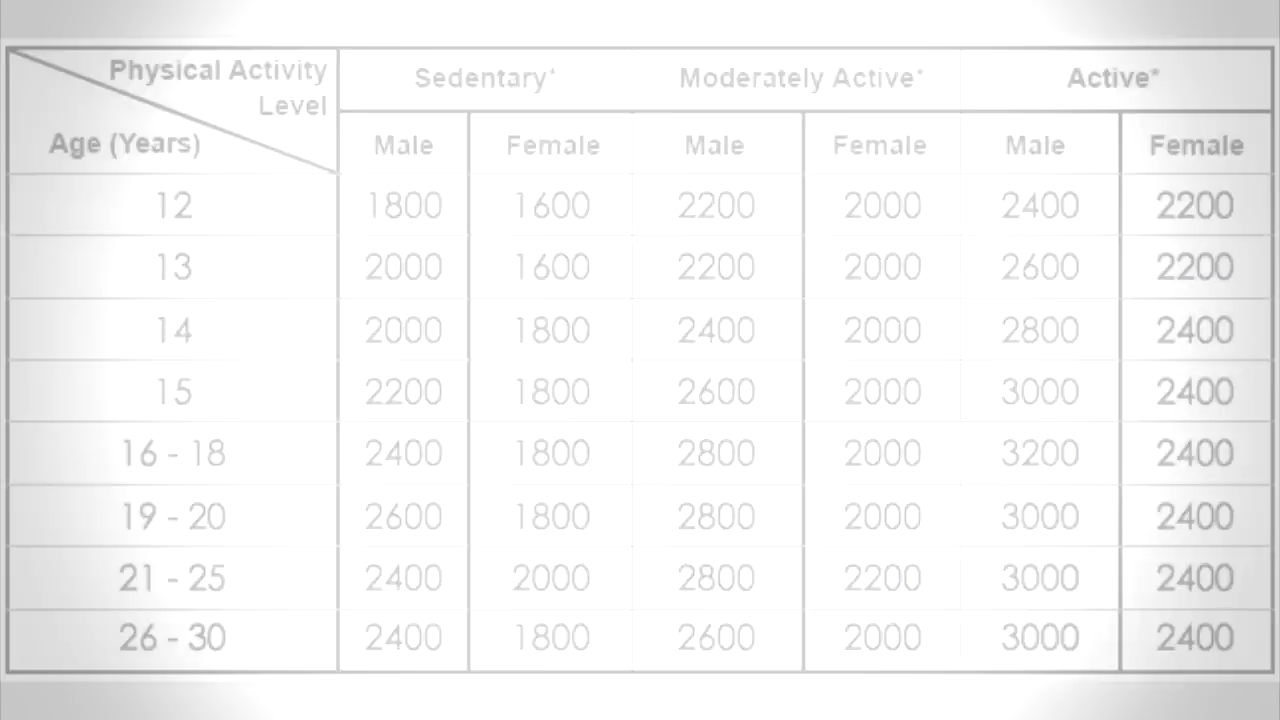 Physical Activity Level Sedentary* Moderately Active* Active*
Age (Years) Male Female Male Female Male Female
12 1800 1600 2200 2000 2400 2200
13 2000 1600 2200 2000 2600 2200
14 2000 1800 2400 2000 2800 2400
15 2200 1800 2600 2000 3000 2400
16 - 18 2400 1800 2800 2000 3200 2400
19 - 20 2600 1800 2800 2000 3000 2400
21 - 25 2400 2000 2800 2200 3000 2400
26 - 30 2400 1800 2600 2000 3000 2400